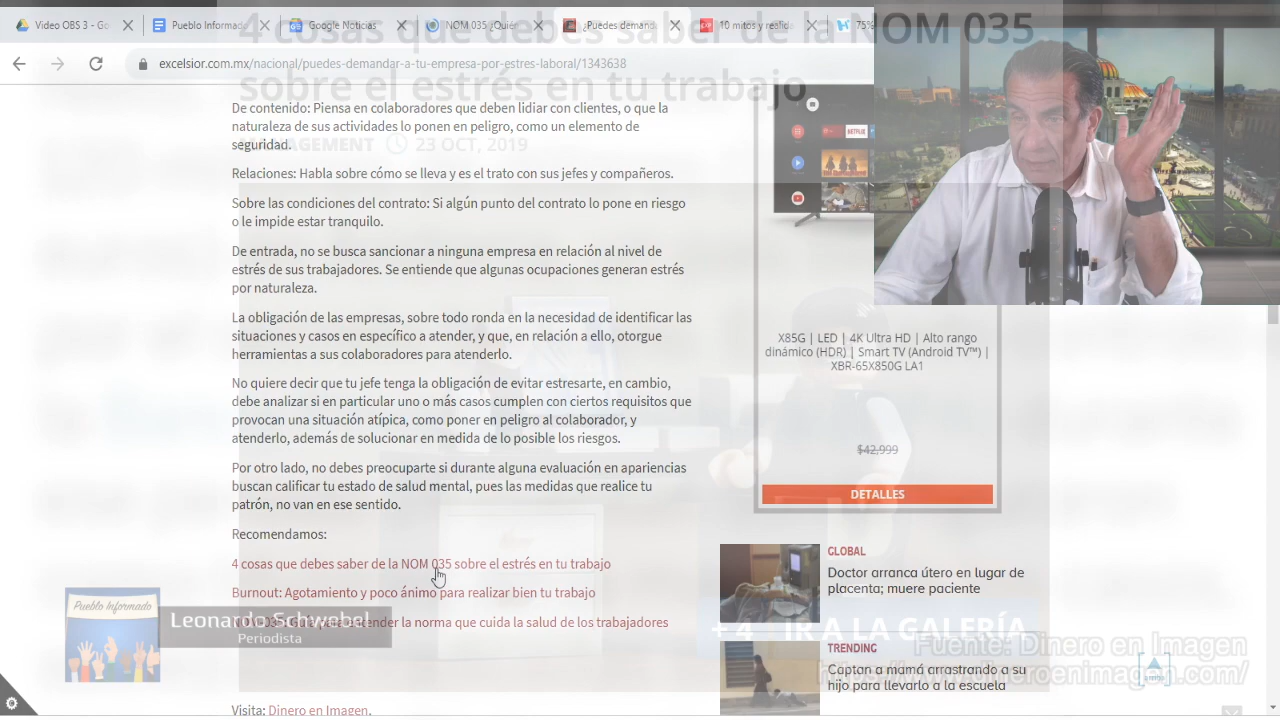 Video OBS 3 - Go
Pueblo Informad
Google Noticias
NOM 035 ¿Quién
¿Puedes demand
10 mitos y realida
75%
excelsior.com.mx/nacional/puedes-demandar-a-tu-empresa-por-estres-laboral/1343638
4 cosas que debes saber de la NOM 035
sobre el estrés en tu trabajo
MANAGEMENT 23 OCT, 2019
De contenido: Piensa en colaboradores que deben lidiar con clientes, o que la
naturaleza de sus actividades lo ponen en peligro, como un elemento de
seguridad.
Relaciones: Habla sobre cómo se lleva y es el trato con sus jefes y compañeros.
Sobre las condiciones del contrato: Si algún punto del contrato lo pone en riesgo
o le impide estar tranquilo.
De entrada, no se busca sancionar a ninguna empresa en relación al nivel de
estrés de sus trabajadores. Se entiende que algunas ocupaciones generan estrés
por naturaleza.
La obligación de las empresas, sobre todo ronda en la necesidad de identificar las
situaciones y casos en específico a atender, y que, en relación a ello, otorgue
herramientas a sus colaboradores para atenderlo.
No quiere decir que tu jefe tenga la obligación de evitar estresarte, en cambio,
debe analizar si en particular uno o más casos cumplen con ciertos requisitos que
provocan una situación atípica, como poner en peligro al colaborador, y
atenderlo, además de solucionar en medida de lo posible los riesgos.
Por otro lado, no debes preocuparte si durante alguna evaluación en apariencias
buscan calificar tu estado de salud mental, pues las medidas que realice tu
patrón, no van en ese sentido.
Recomendamos:
4 cosas que debes saber de la NOM 035 sobre el estrés en tu trabajo
Burnout: Agotamiento y poco ánimo para realizar bien tu trabajo
ender la norma que cuida la salud de los trabajadores
Visita: Dinero en Imagen.
NETFLIX
X85G | LED | 4K Ultra HD | Alto rango
dinámico (HDR) | Smart TV (Android TV™) |
XBR-65X850G LA1
$42,999
DETALLES
GLOBAL
Doctor arranca útero en lugar de
placenta; muere paciente
+ 4 IR A LA GALERÍA
TRENDING
Captan a mamá arrastrando a su
hijo para llevarlo a la escuela
Pueblo Informado
Leonardo Schwebel
Periodista
Fuente: Dinero en Imagen
https://www.dineroenimagen.com/